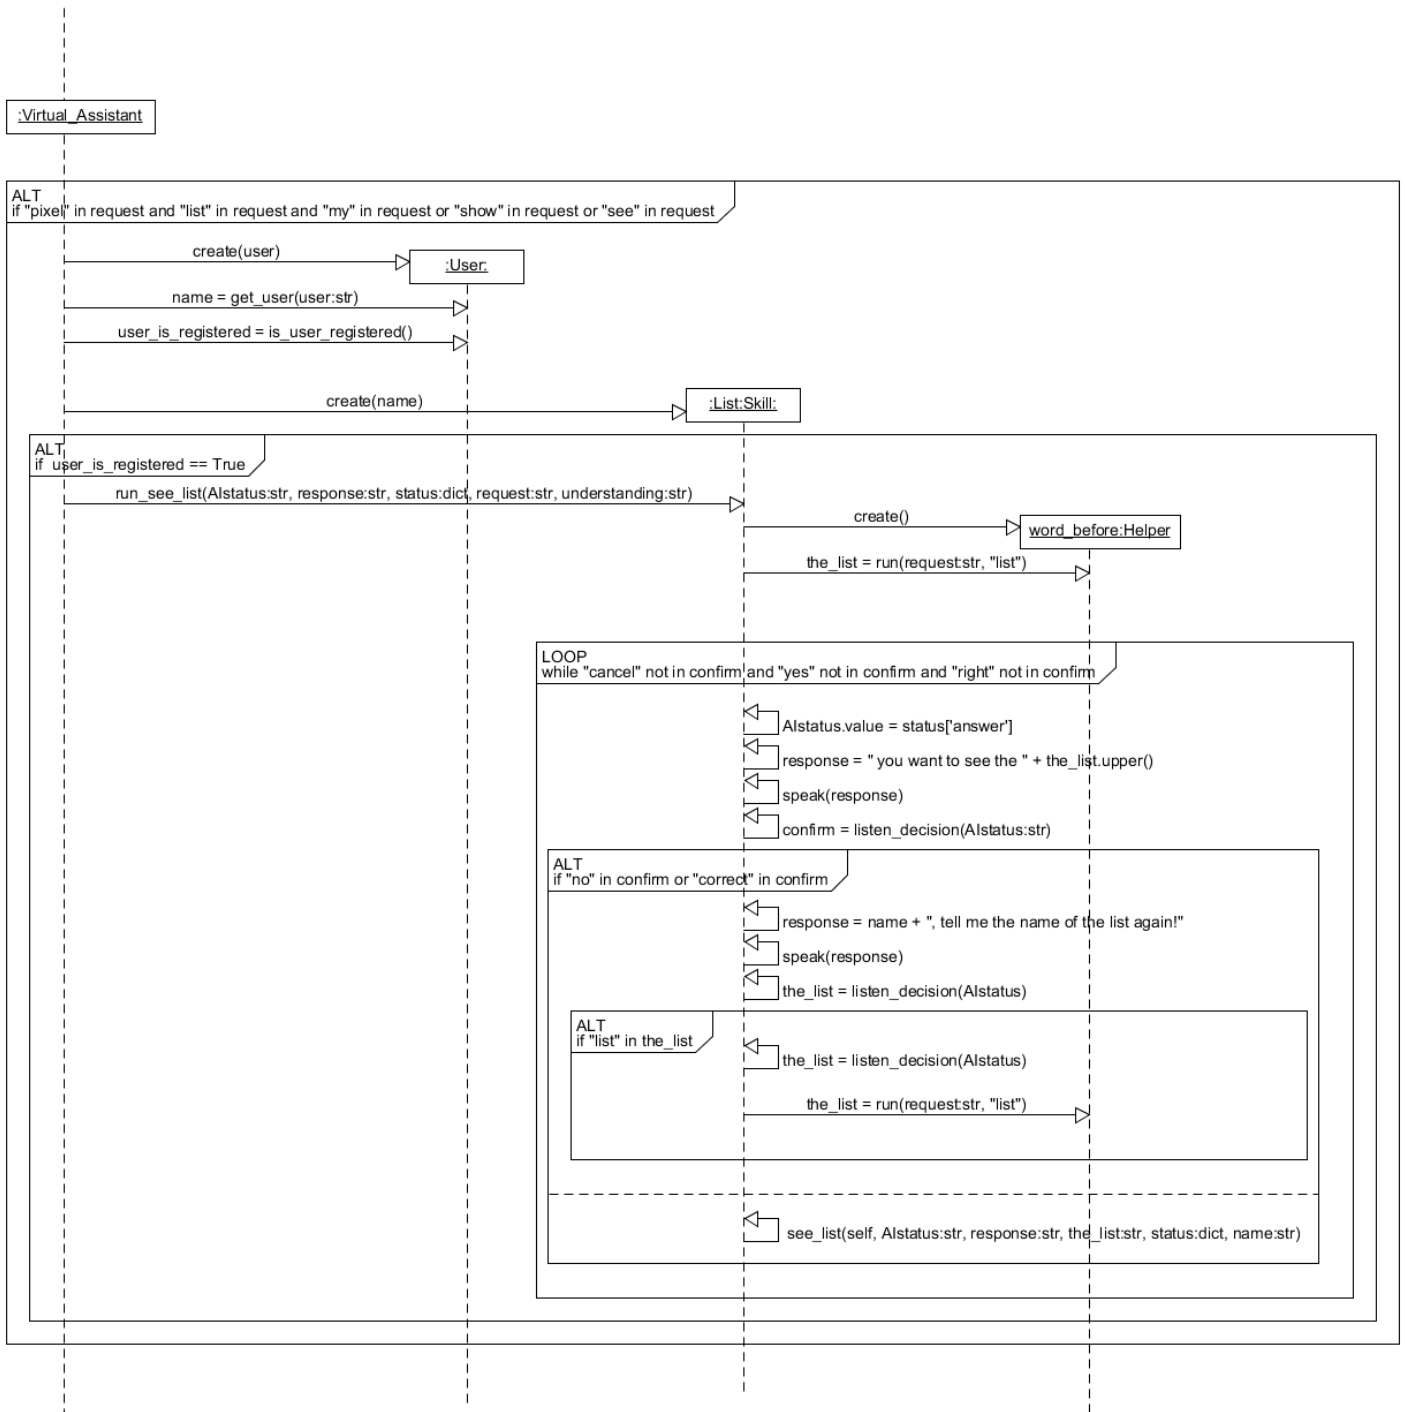 :Virtual_Assistant
ALT
if "pixel" in request and "list" in request and "my" in request or "show" in request or "see" in request
create(user)
:User:
name = get_user(user:str)
user_is_registered = is_user_registered()
create(name)
:List:Skill:
ALT
if user_is_registered == True
run_see_list(AIstatus:str, response:str, status:dict, request:str, understanding:str)
create()
word_before:Helper
the_list = run(request:str, "list")
LOOP
while "cancel" not in confirm and "yes" not in confirm and "right" not in confirm
AIstatus.value = status['answer']
response = " you want to see the " + the_list.upper()
speak(response)
confirm = listen_decision(AIstatus:str)
ALT
if "no" in confirm or "correct" in confirm
response = name + ", tell me the name of the list again!"
speak(response)
the_list = listen_decision(AIstatus)
ALT
if "list" in the_list
the_list = listen_decision(AIstatus)
the_list = run(request:str, "list")
see_list(self, AIstatus:str, response:str, the_list:str, status:dict, name:str)